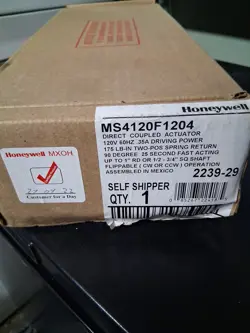 Honeywell
MS4120F1204
DIRECT COUPLED ACTUATOR
120V 60HZ .35A DRIVING POWER
175 LB-IN TWO-POS SPRING RETURN
90 DEGREE 25 SECOND FAST ACTING
UP TO 1" RD OR 1/2 - 3/4" SQ SHAFT
FLIPPABLE ( CW OR CCW ) OPERATION
ASSEMBLED IN MEXICO
2239-29
SELF SHIPPER
QTY. 1
Honeywell MXOH
Customer for a Day